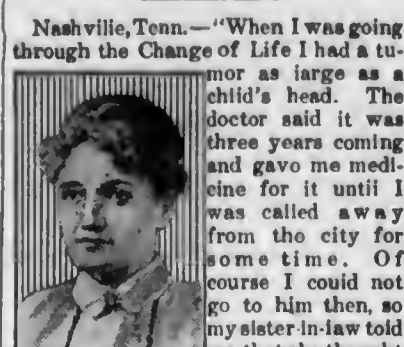 Nashville, Tenn.—"When I was going
through the Change of Life I had a tu-
mor as large as a
child's head. The
doctor said it was
three years coming
and gavo me medi-
cine for it until I
was called away
from tho city for
some time. Of
course I could not
go to him then, so
my sister-in-law told